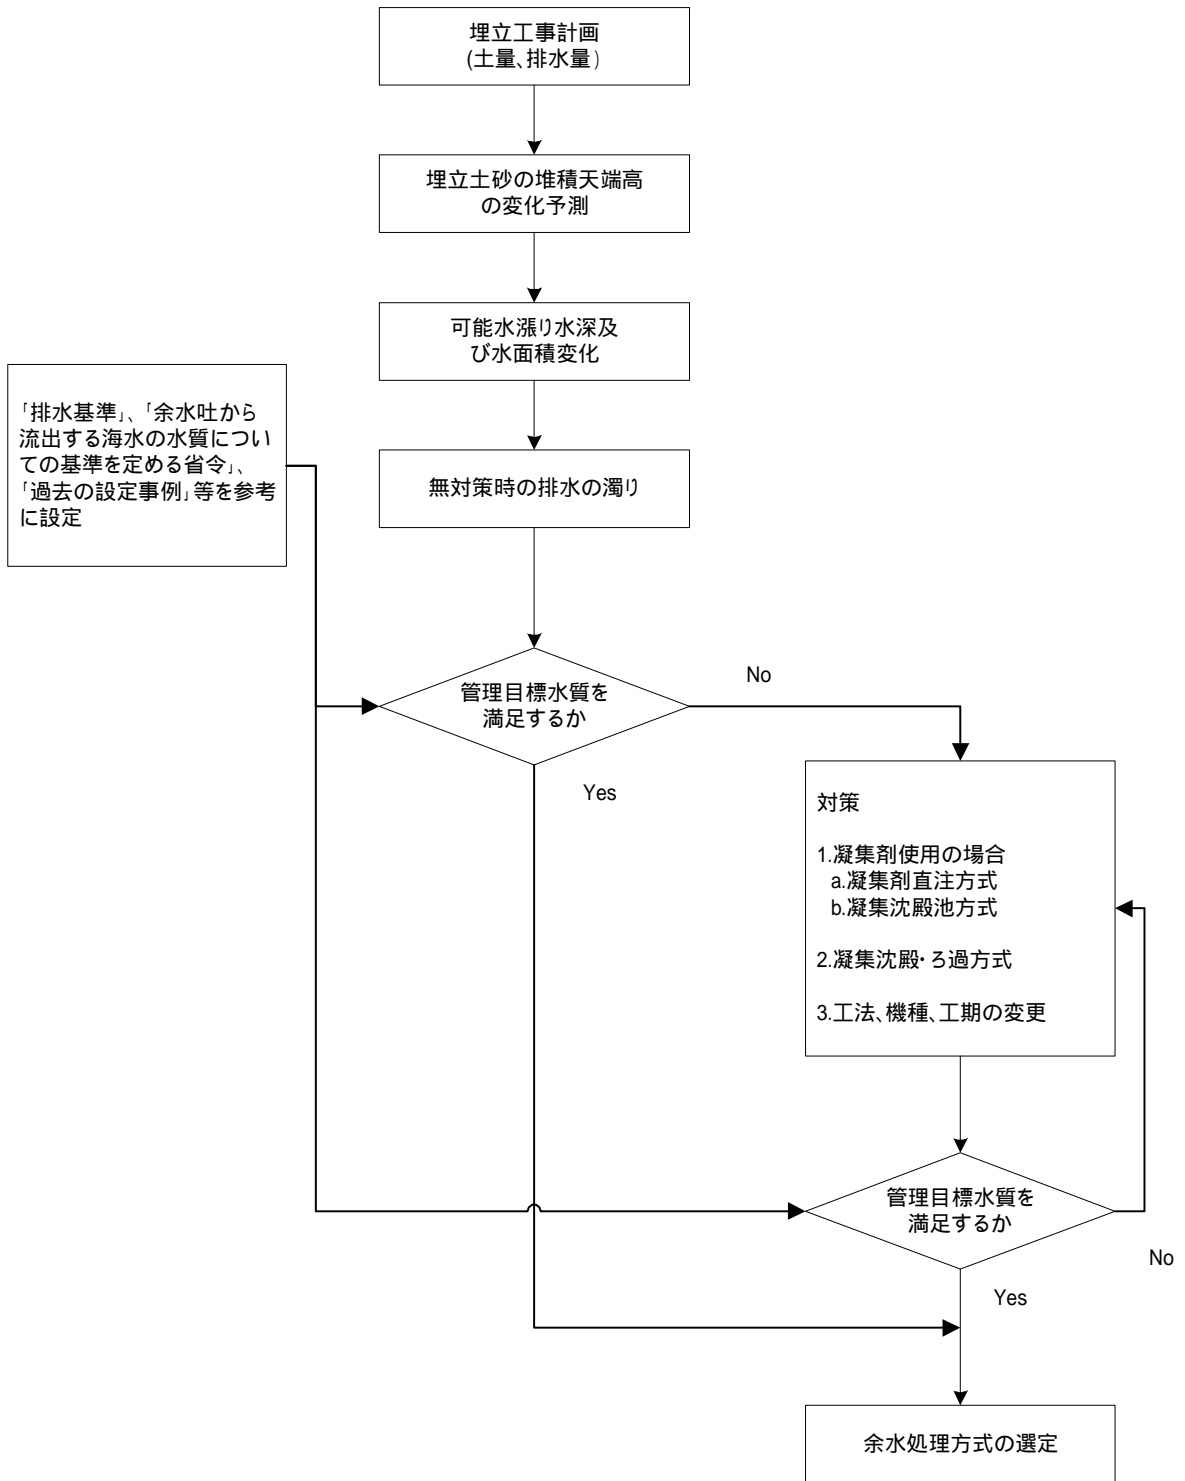 埋立工事計画
(土量、排水量)
埋立土砂の堆積天端高
の変化予測
可能水漲り水深及
び水面積変化
「排水基準」、「余水吐から
流出する海水の水質につい
ての基準を定める省令」、
「過去の設定事例」等を参考
に設定
無対策時の排水の濁り
管理目標水質を
満足するか
No
Yes
対策
1.凝集剤使用の場合
a.凝集剤直注方式
b.凝集沈殿池方式
2.凝集沈殿・ろ過方式
3.工法、機種、工期の変更
管理目標水質を
満足するか
No
Yes
余水処理方式の選定